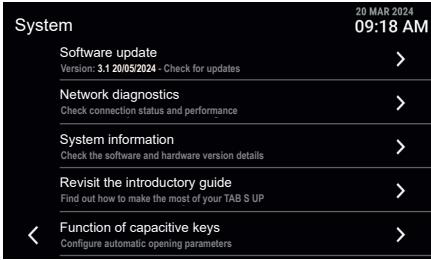 20 MAR 2024
System
09:18 AM
Software update
Version: 3.1 20/05/2024 - Check for updates
Network diagnostics
Check connection status and performance
System information
Check the software and hardware version details
Revisit the introductory guide
Find out how to make the most of your TAB S UP
Function of capacitive keys
Configure automatic opening parameters